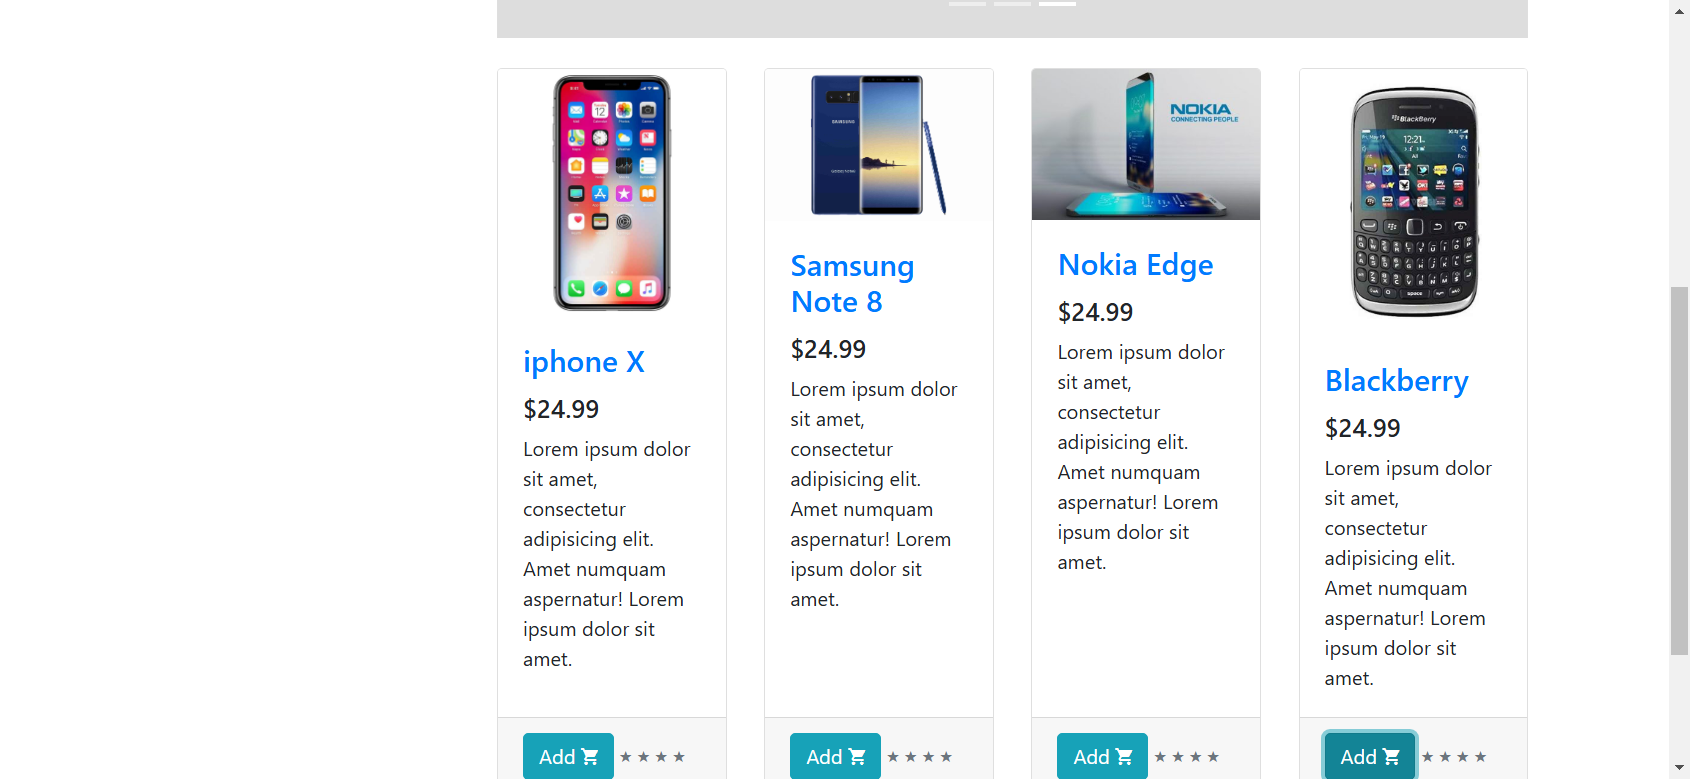 iphone X
$24.99
Lorem ipsum dolor
sit amet,
consectetur
adipisicing elit.
Amet numquam
aspernatur! Lorem
ipsum dolor sit
amet.
Add ★ ★ ★ ★
SAMSUNG
Samsung
Note 8
$24.99
Lorem ipsum dolor
sit amet,
consectetur
adipisicing elit.
Amet numquam
aspernatur! Lorem
ipsum dolor sit
amet.
Add ★ ★ ★ ★
NOKIA
CONNECTING PEOPLE
Nokia Edge
$24.99
Lorem ipsum dolor
sit amet,
consectetur
adipisicing elit.
Amet numquam
aspernatur! Lorem
ipsum dolor sit
amet.
Add ★ ★ ★ ★
BlackBerry
12:21
Blackberry
$24.99
Lorem ipsum dolor
sit amet,
consectetur
adipisicing elit.
Amet numquam
aspernatur! Lorem
ipsum dolor sit
amet.
Add ★ ★ ★ ★